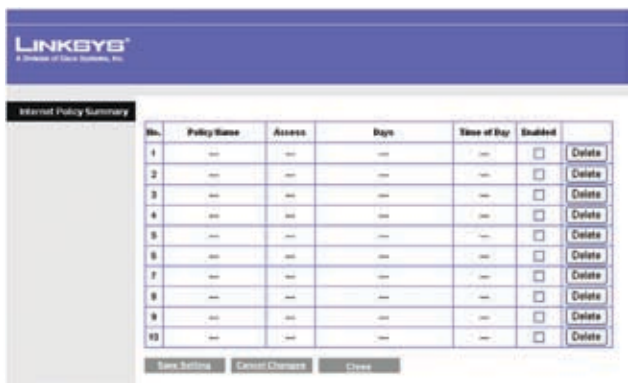 LINKSYS®
A Division of Cisco Systems, Inc.
Internet Policy Summary
No. Policy Name Access Days Time of Day Enabled
1 --- --- --- --- Delete
2 --- --- --- --- Delete
3 --- --- --- --- Delete
4 --- --- --- --- Delete
5 --- --- --- --- Delete
6 --- --- --- --- Delete
7 --- --- --- --- Delete
8 --- --- --- --- Delete
9 --- --- --- --- Delete
10 --- --- --- --- Delete
Save Setting Cancel Changes Close